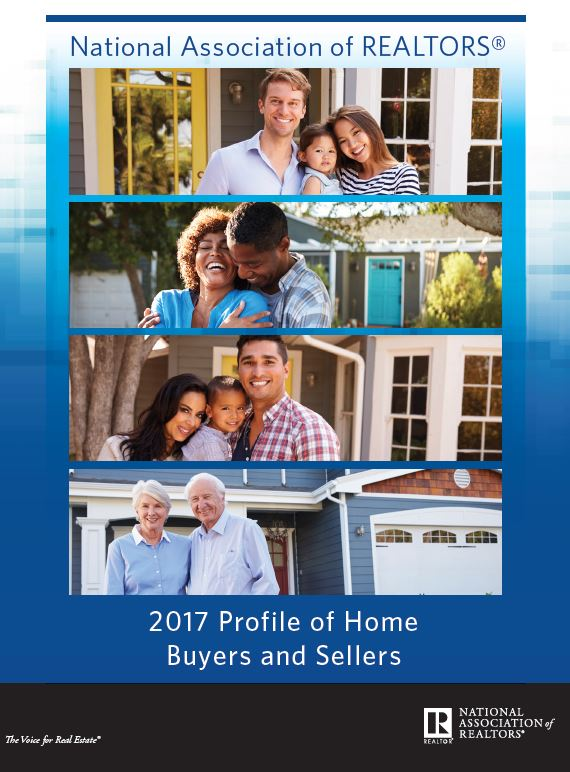 National Association of REALTORS®
2017 Profile of Home
Buyers and Sellers
The Voice for Real Estate®
R
REALTOR®
NATIONAL
ASSOCIATION of
REALTORS®